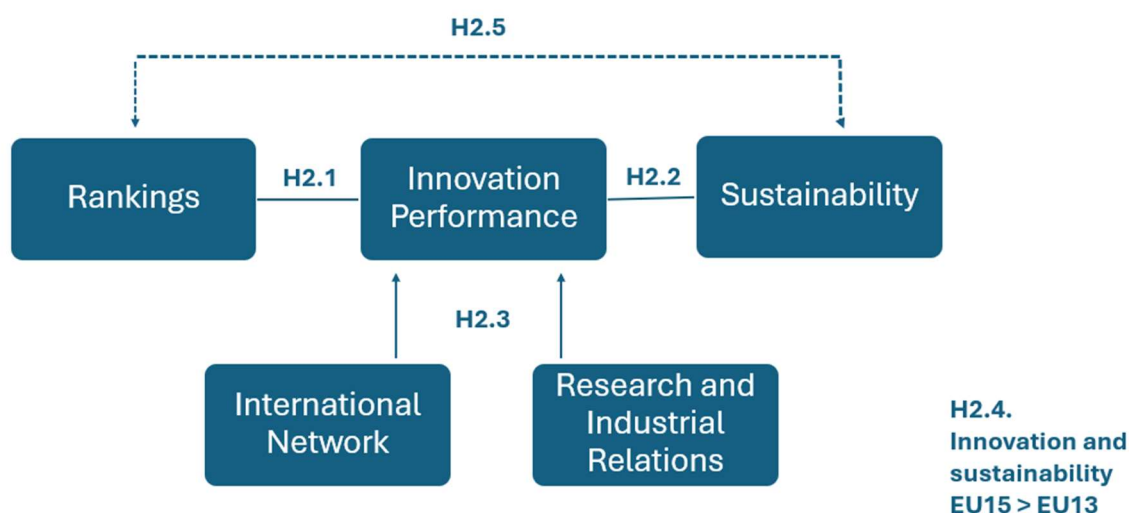 H2.5
Rankings
H2.1
Innovation
Performance
H2.2
Sustainability
H2.3
International
Network
Research and
Industrial
Relations
H2.4.
Innovation and
sustainability
EU15 > EU13